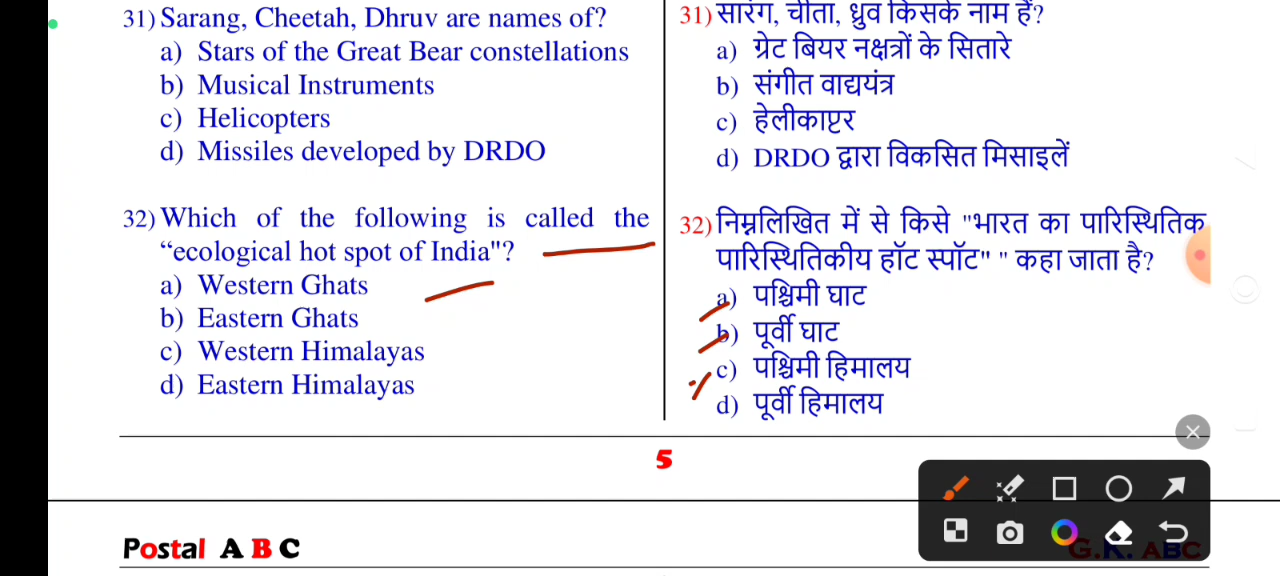 31) Sarang, Cheetah, Dhruv are names of?
a) Stars of the Great Bear constellations
b) Musical Instruments
c) Helicopters
d) Missiles developed by DRDO
32) Which of the following is called the
“ecological hot spot of India"?
a) Western Ghats
b) Eastern Ghats
c) Western Himalayas
d) Eastern Himalayas
31) सारंग, चीता, ध्रुव किसके नाम हैं?
a) ग्रेट बियर नक्षत्रों के सितारे
b) संगीत वाद्ययंत्र
c) हेलीकाप्टर
d) DRDO द्वारा विकसित मिसाइलें
32) निम्नलिखित में से किसे "भारत का पारिस्थितिक
पारिस्थितिकीय हॉट स्पॉट" " कहा जाता है?
a) पश्चिमी घाट
b) पूर्वी घाट
c) पश्चिमी हिमालय
d) पूर्वी हिमालय
5
Postal A B C
G.K. ABC